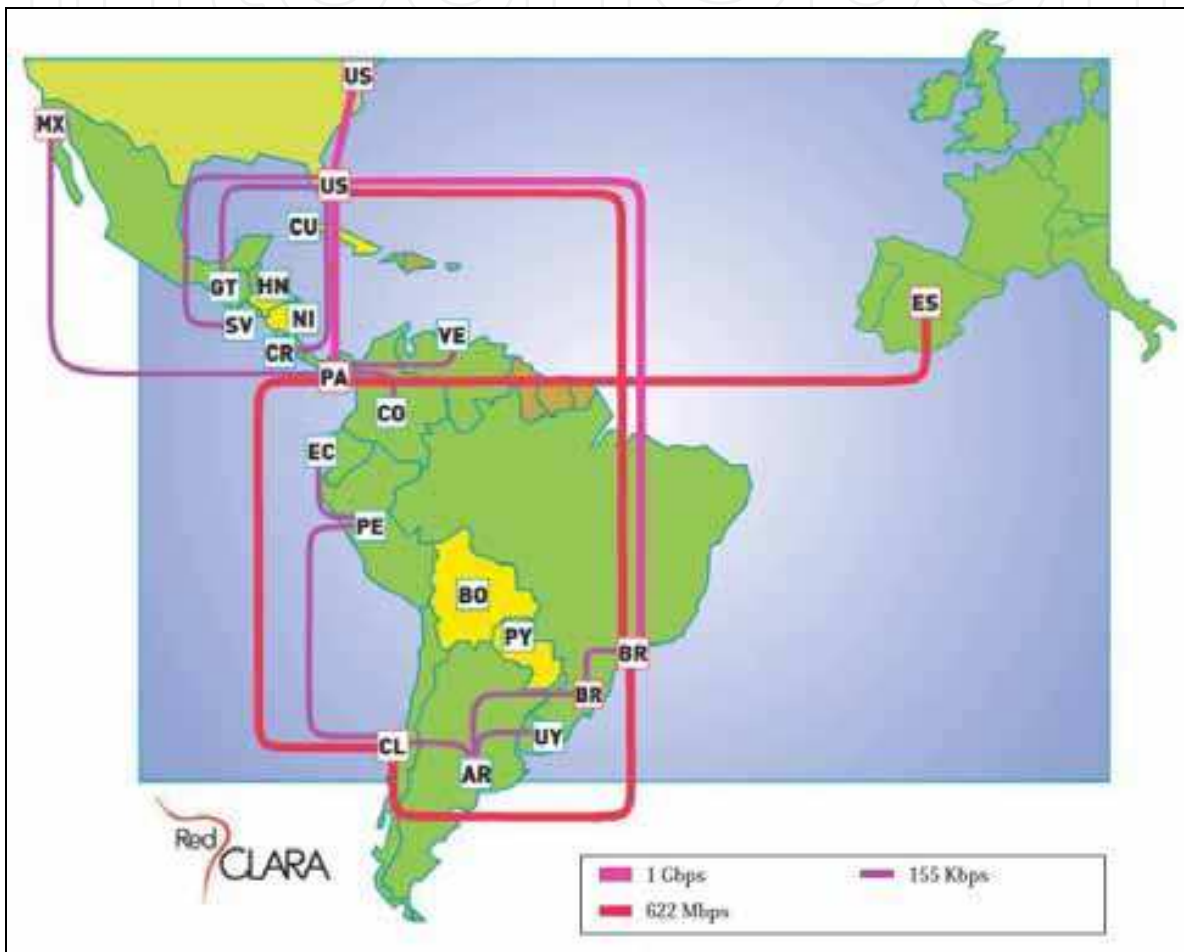 US
MX
US
CU
GT
HN
SV
NI
CR
VE
ES
PA
CO
EC
PE
BO
PY
BR
BR
UY
CL
AR
Red
CLARA
1 Gbps
155 Kbps
622 Mbps